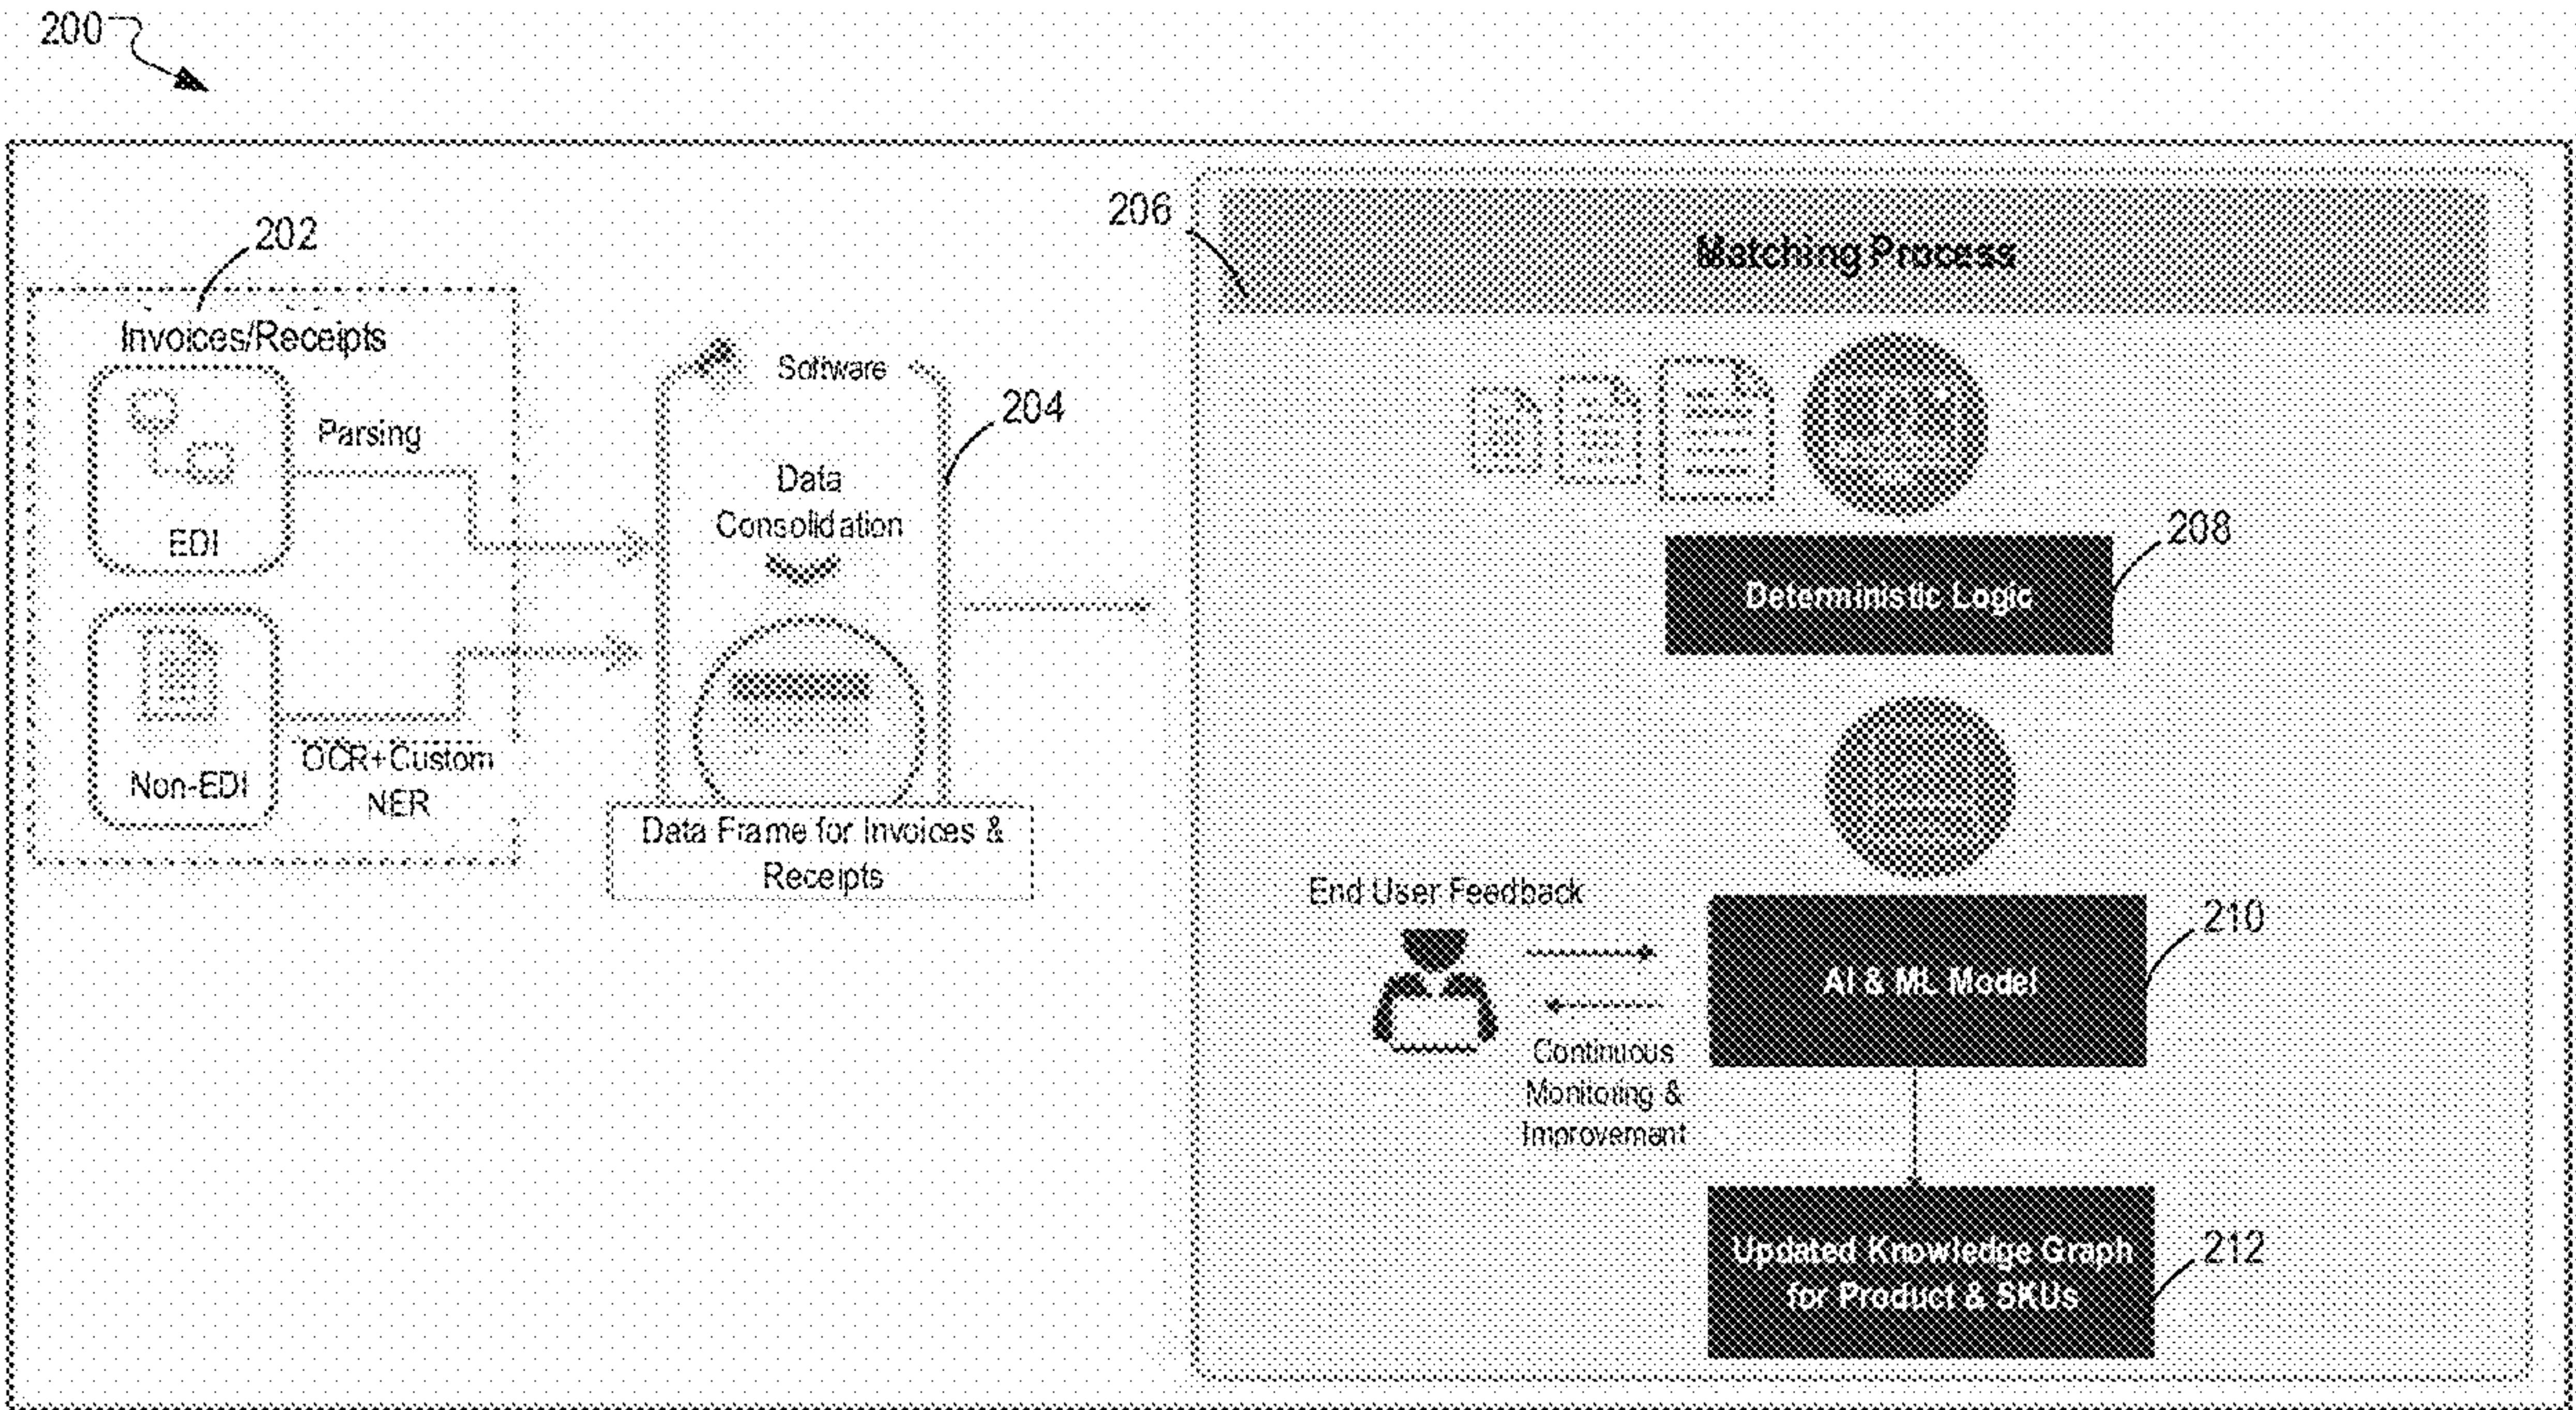 200
202
Invoices/Receipts
Parsing
EDI
Non-EDI
OCR+Custom
NER
Software
204
Data
Consolidation
Data Frame for Invoices &
Receipts
206
Matching Process
208
Deterministic Logic
End User Feedback
210
AI & ML Model
Continuous
Monitoring &
Improvement
Updated Knowledge Graph
for Product & SKUs
212